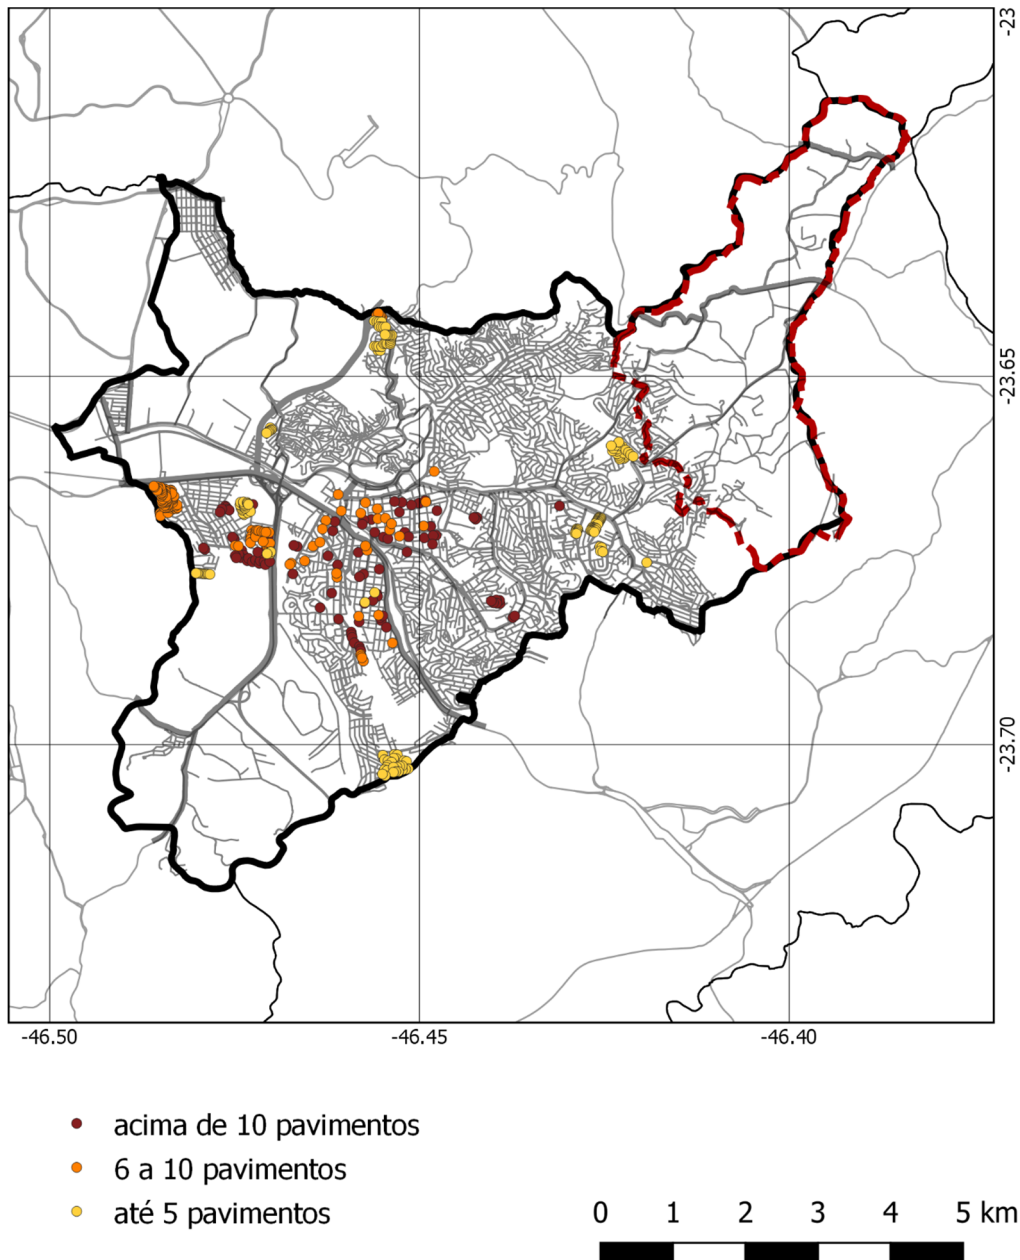 -23
-23.65
-23.70
-46.50
-46.45
-46.40
acima de 10 pavimentos
6 a 10 pavimentos
até 5 pavimentos
0 1 2 3 4 5 km